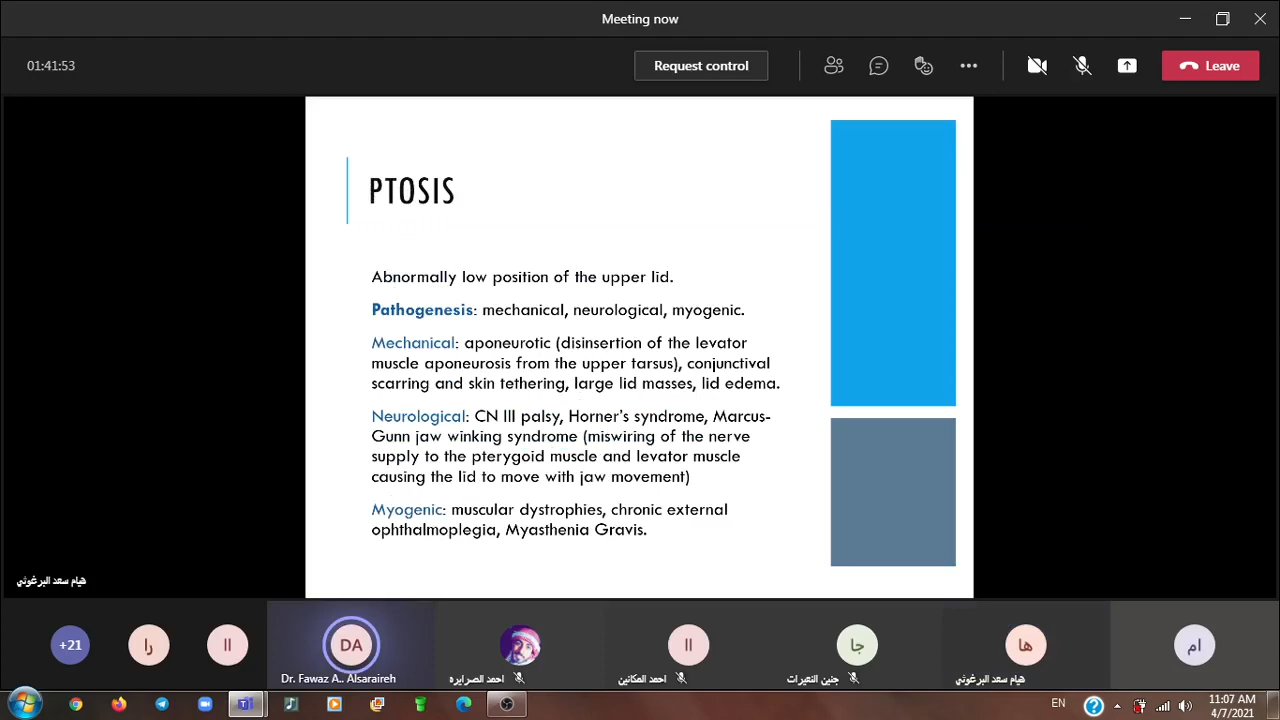 Meeting now
01:41:53
Request control
Leave
PTOSIS
Abnormally low position of the upper lid.
Pathogenesis: mechanical, neurological, myogenic.
Mechanical: aponeurotic (disinsertion of the levator
muscle aponeurosis from the upper tarsus), conjunctival
scarring and skin tethering, large lid masses, lid edema.
Neurological: CN III palsy, Horner's syndrome, Marcus-
Gunn jaw winking syndrome (miswiring of the nerve
supply to the pterygoid muscle and levator muscle
causing the lid to move with jaw movement)
Myogenic: muscular dystrophies, chronic external
ophthalmoplegia, Myasthenia Gravis.
هيام سعد البرغوثي
+21
را
اا
DA
اا
جا
ها
ام
Dr. Fawaz A.. Alsaraireh
احمد الصرايره
احمد المكانين
جنين النعيرات
هيام سعد البرغوثي
EN
11:07 AM
4/7/2021